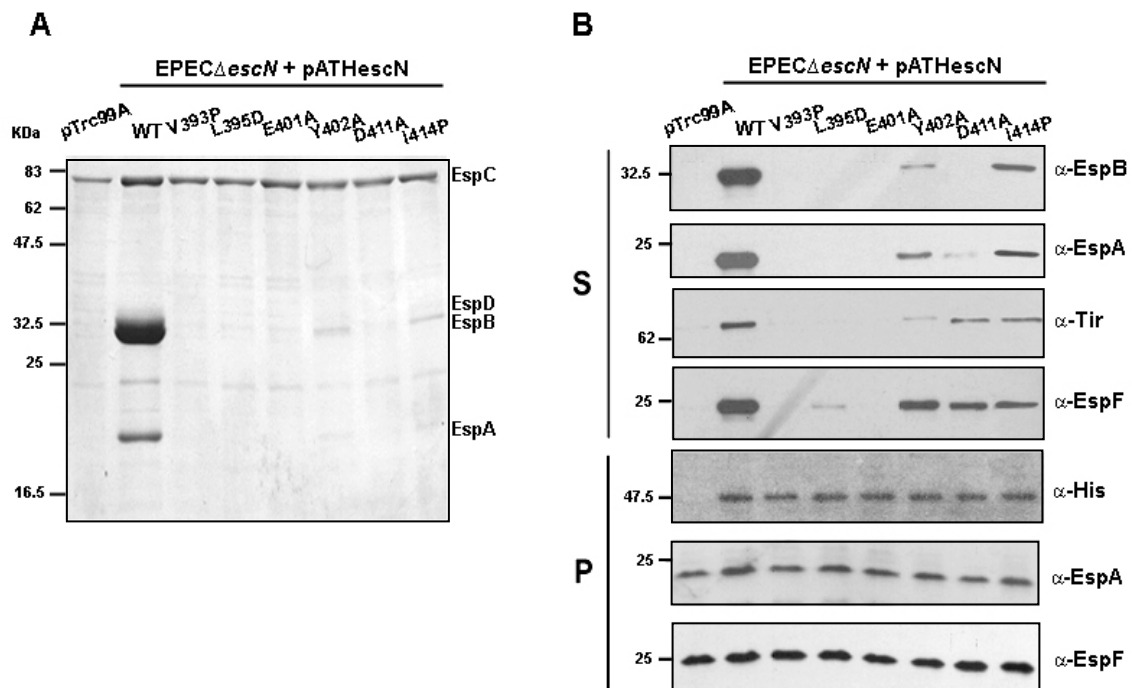 A
EPECΔescN + pATHescN
pTrc99A WT V393P L395D E401A Y402A D411A I414P
KDa
83
62
47.5
32.5
25
16.5
EspC
EspD
EspB
EspA
B
EPECΔescN + pATHescN
pTrc99A WT V393P L395D E401A Y402A D411A I414P
S
32.5 α-EspB
25 α-EspA
62 α-Tir
25 α-EspF
P
47.5 α-His
25 α-EspA
25 α-EspF